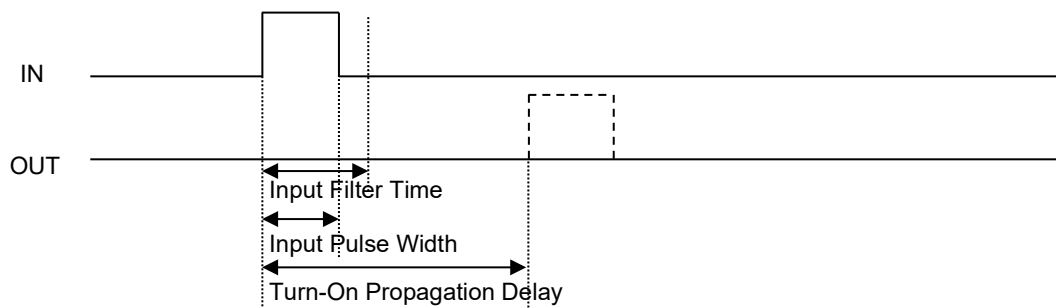 IN
OUT
Input Filter Time
Input Pulse Width
Turn-On Propagation Delay